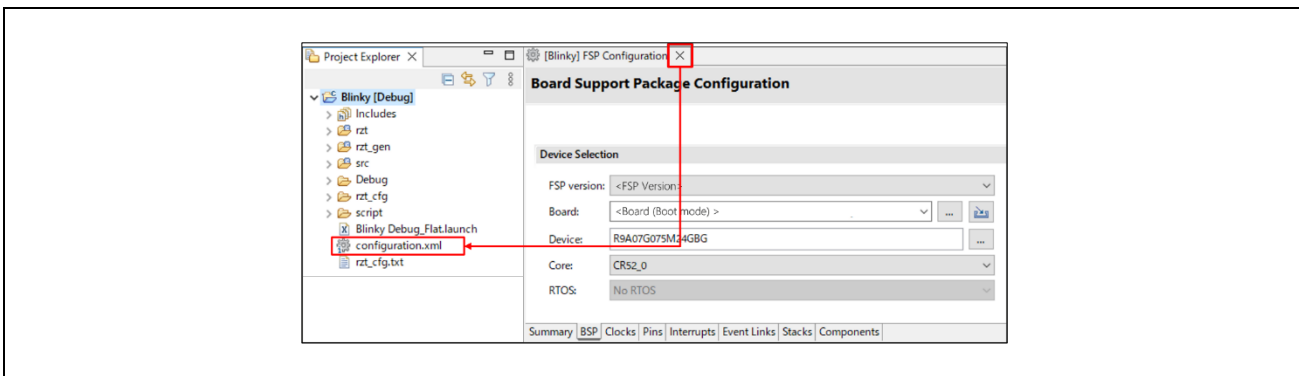 Project Explorer
Blinky [Debug]
Includes
rzt
rzt_gen
src
Debug
rzt_cfg
script
Blinky Debug_Flat.launch
configuration.xml
rzt_cfg.txt
[Blinky] FSP Configuration
Board Support Package Configuration
Device Selection
FSP version: <FSP Version>
Board: <Board (Boot mode) > ...
Device: R9A07G075M24GBG ...
Core: CR52_0
RTOS: No RTOS
Summary BSP Clocks Pins Interrupts Event Links Stacks Components